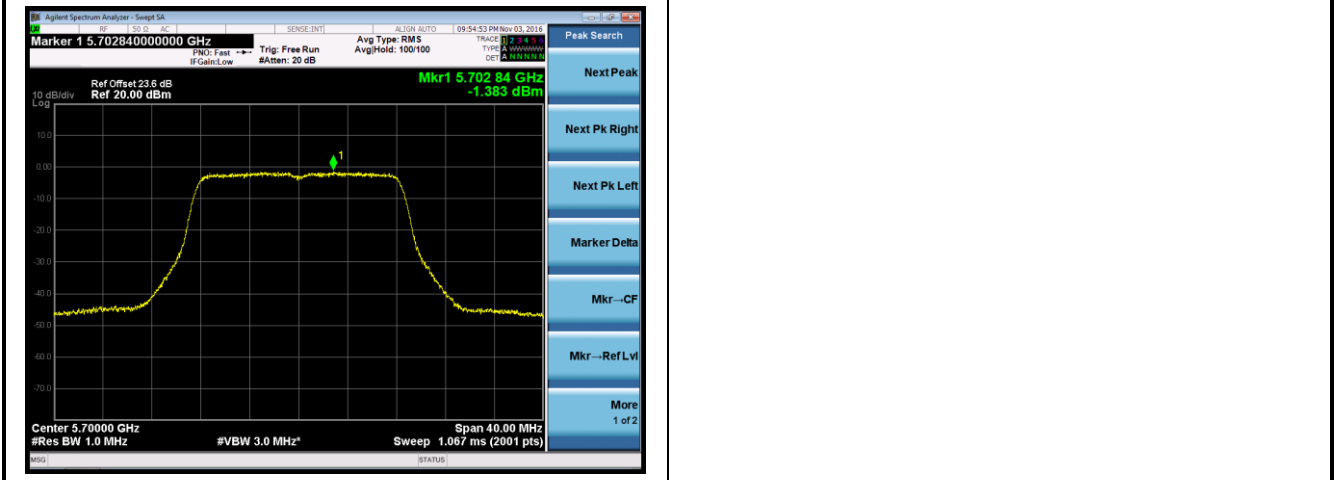 Agilent Spectrum Analyzer - Swept SA
RF 50 Ω AC SENSE:INT ALIGN AUTO 09:54:53 PM Nov 03, 2016
Marker 1 5.702840000000 GHz
PNO: Fast
IFGain:Low
Trig: Free Run
#Atten: 20 dB
Avg Type: RMS
Avg|Hold: 100/100
TRACE 1 2 3 4 5 6
TYPE A WWWWW
DET A N N N N N
Peak Search
Ref Offset 23.6 dB
10 dB/div Ref 20.00 dBm
Log
Mkr1 5.702 84 GHz
-1.383 dBm
1
10.0
0.00
-10.0
-20.0
-30.0
-40.0
-50.0
-60.0
-70.0
Center 5.70000 GHz Span 40.00 MHz
#Res BW 1.0 MHz #VBW 3.0 MHz* Sweep 1.067 ms (2001 pts)
MSG STATUS
Next Peak
Next Pk Right
Next Pk Left
Marker Delta
Mkr→CF
Mkr→Ref Lvl
More
1 of 2